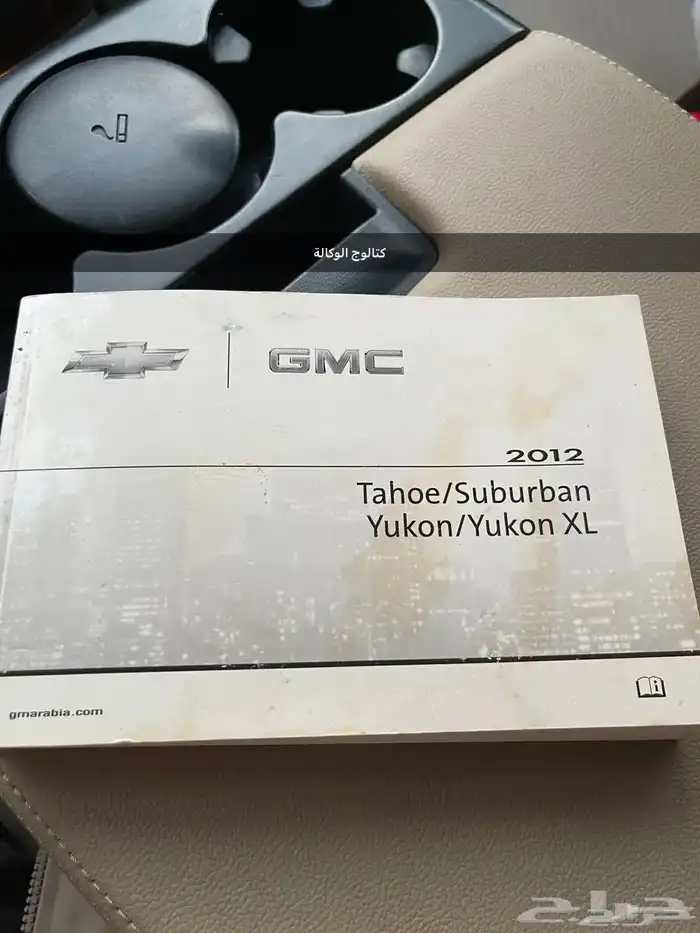 كتالوج الوكالة
GMC
2012
Tahoe/Suburban
Yukon/Yukon XL
gmarabia.com
حراج